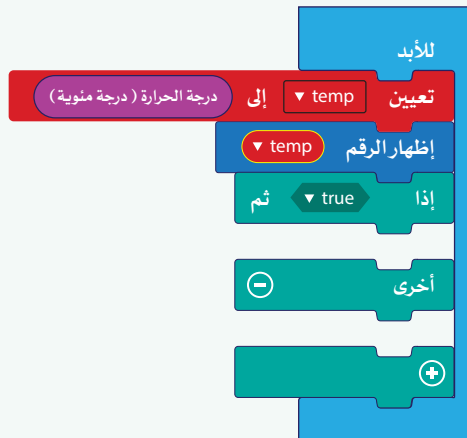 للأبد
تعيين temp إلى درجة الحرارة ( درجة مئوية )
إظهار الرقم temp
إذا true ثم
أخرى